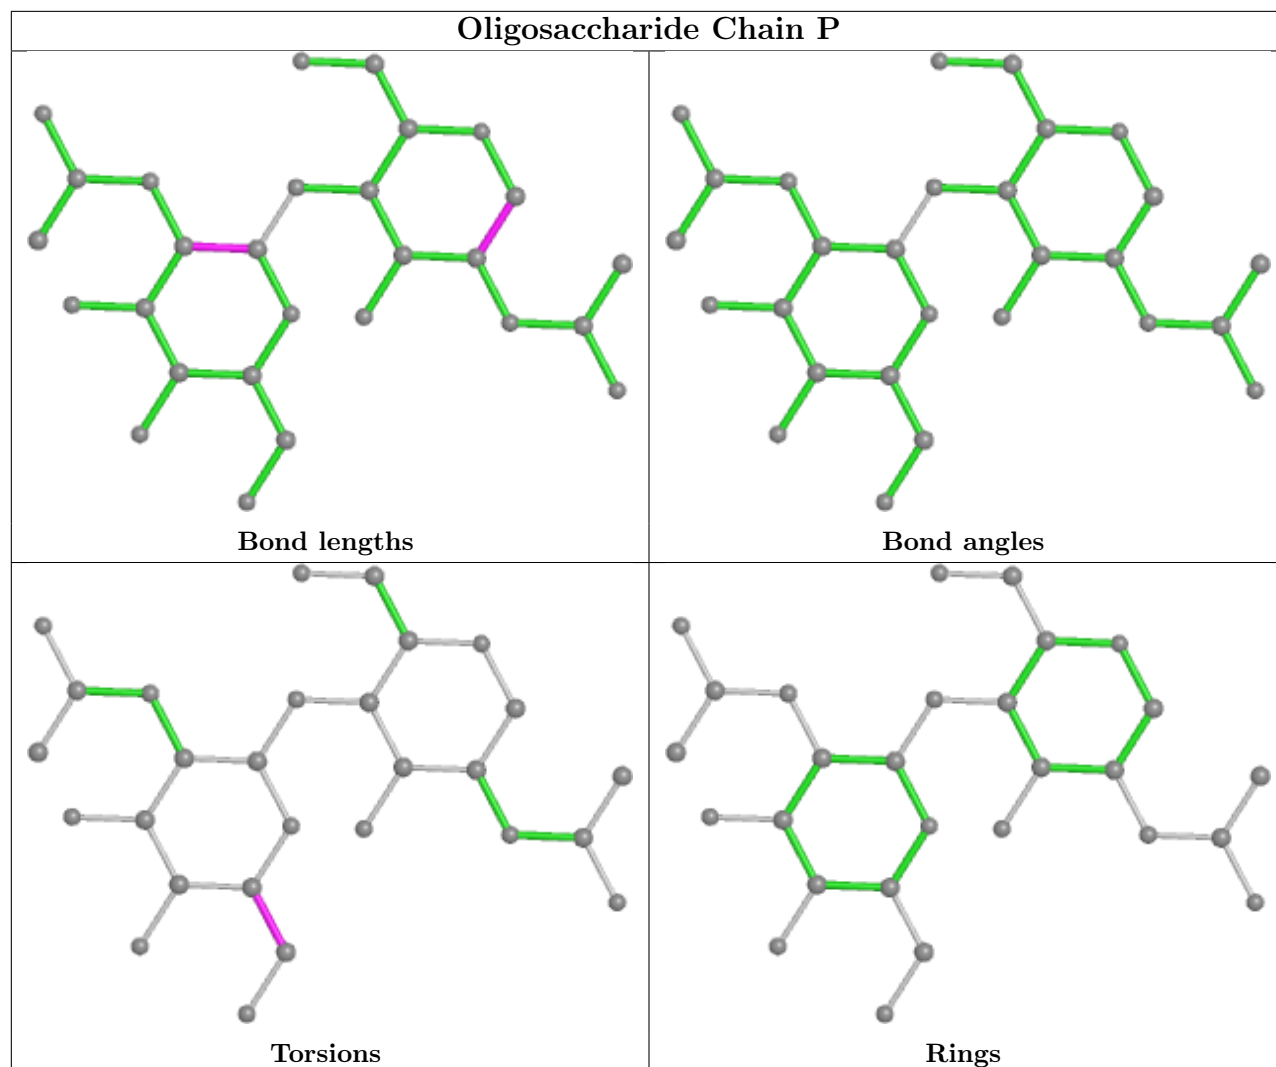 Oligosaccharide Chain P
Bond lengths
Bond angles
Torsions
Rings